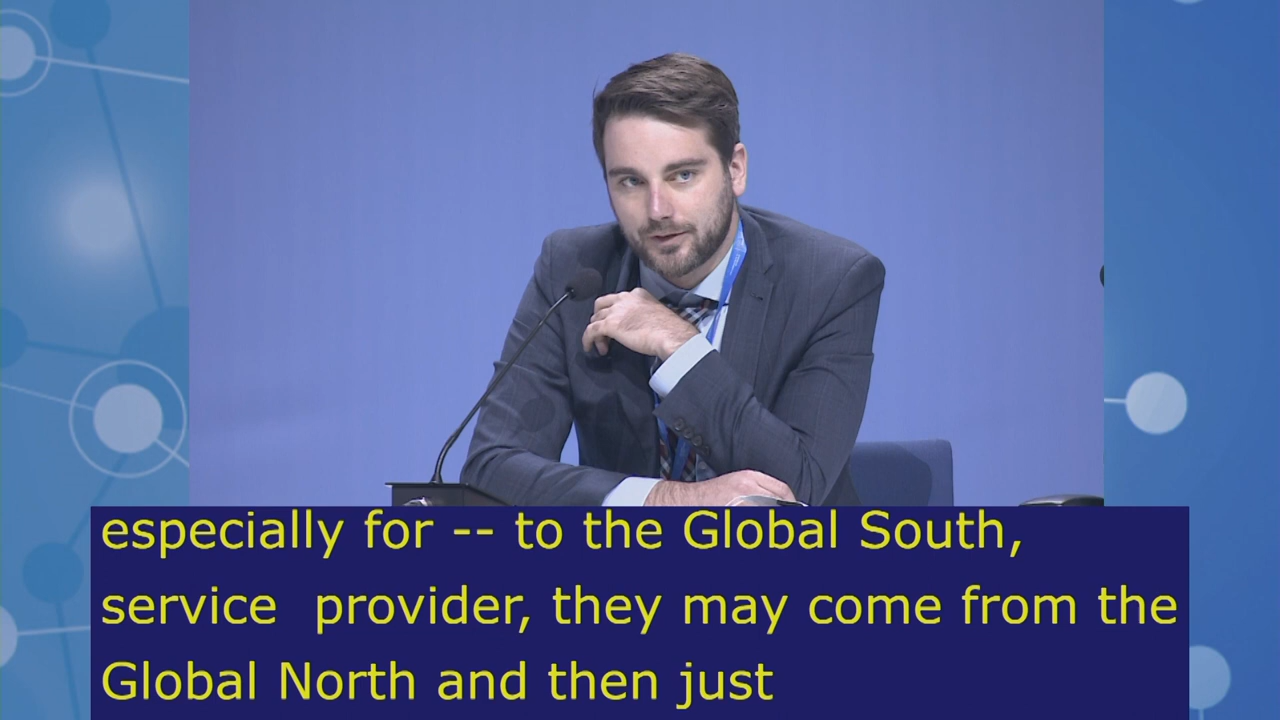 especially for -- to the Global South,
service  provider, they may come from the
Global North and then just